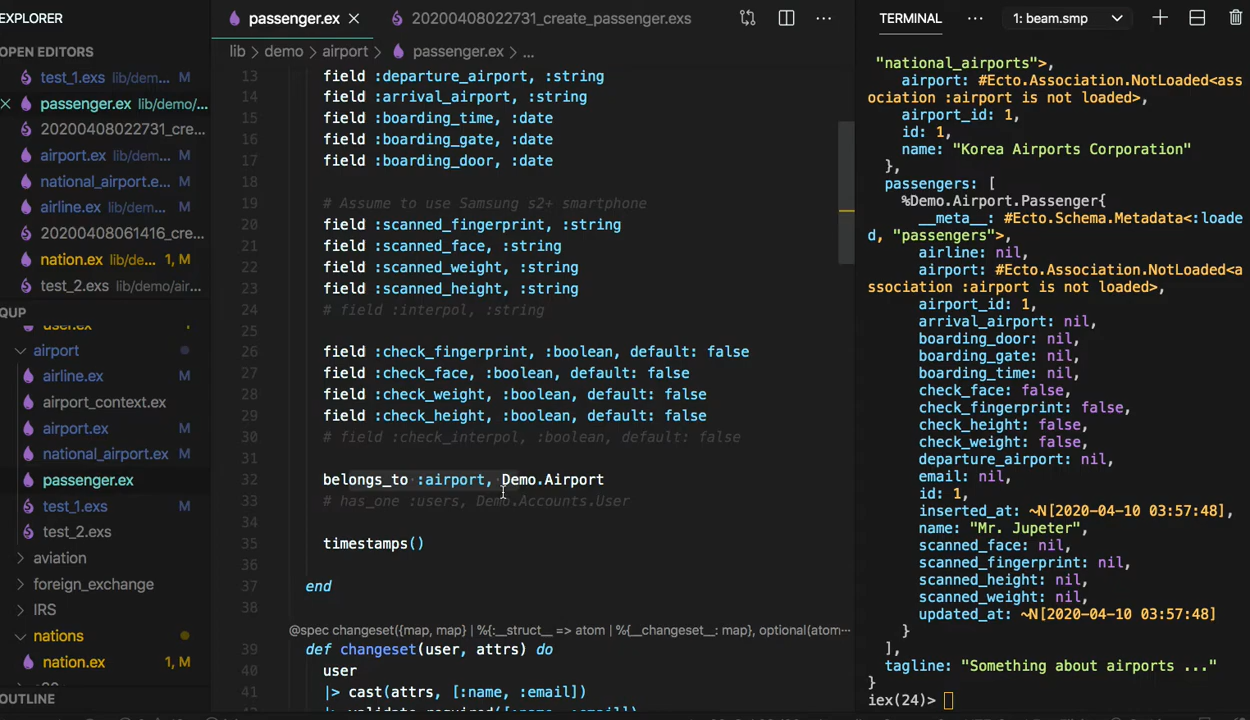 EXPLORER
OPEN EDITORS
test_1.exs lib/dem... M
passenger.ex lib/demo/...
20200408022731_cre...
airport.ex lib/dem... M
national_airport.e... M
airline.ex lib/dem... M
20200408061416_cre...
nation.ex lib/de... 1, M
test_2.exs lib/demo/air...
QUP
user.ex 1
airport
airline.ex M
airport_context.ex
airport.ex M
national_airport.ex M
passenger.ex
test_1.exs M
test_2.exs
aviation
foreign_exchange
IRS
nations
nation.ex 1, M
OUTLINE
passenger.ex
20200408022731_create_passenger.exs
lib > demo > airport > passenger.ex > ...
13 field :departure_airport, :string
14 field :arrival_airport, :string
15 field :boarding_time, :date
16 field :boarding_gate, :date
17 field :boarding_door, :date
18
19 # Assume to use Samsung s2+ smartphone
20 field :scanned_fingerprint, :string
21 field :scanned_face, :string
22 field :scanned_weight, :string
23 field :scanned_height, :string
24 # field :interpol, :string
25
26 field :check_fingerprint, :boolean, default: false
27 field :check_face, :boolean, default: false
28 field :check_weight, :boolean, default: false
29 field :check_height, :boolean, default: false
30 # field :check_interpol, :boolean, default: false
31
32 belongs_to :airport, Demo.Airport
33 # has_one :users, Demo.Accounts.User
34
35 timestamps()
36
37 end
38
@spec changeset({map, map} | %{:__struct__ => atom | %{__changeset__: map}, optional(atom...
39 def changeset(user, attrs) do
40 user
41 |> cast(attrs, [:name, :email])
|> validate_required([:name, :email])
TERMINAL ... 1: beam.smp
"national_airports">,
airport: #Ecto.Association.NotLoaded<ass
ociation :airport is not loaded>,
airport_id: 1,
id: 1,
name: "Korea Airports Corporation"
},
passengers: [
%Demo.Airport.Passenger{
__meta__: #Ecto.Schema.Metadata<:loade
d, "passengers">,
airline: nil,
airport: #Ecto.Association.NotLoaded<a
ssociation :airport is not loaded>,
airport_id: 1,
arrival_airport: nil,
boarding_door: nil,
boarding_gate: nil,
boarding_time: nil,
check_face: false,
check_fingerprint: false,
check_height: false,
check_weight: false,
departure_airport: nil,
email: nil,
id: 1,
inserted_at: ~N[2020-04-10 03:57:48],
name: "Mr. Jupeter",
scanned_face: nil,
scanned_fingerprint: nil,
scanned_height: nil,
scanned_weight: nil,
updated_at: ~N[2020-04-10 03:57:48]
}
],
tagline: "Something about airports ..."
}
iex(24)>